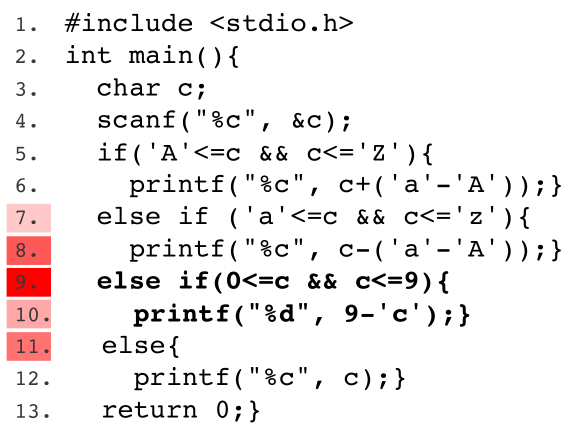 1. #include <stdio.h>
2. int main(){
3. char c;
4. scanf("%c", &c);
5. if('A'<=c && c<='Z'){
6. printf("%c", c+('a'-'A'));}
7. else if ('a'<=c && c<='z'){
8. printf("%c", c-('a'-'A'));}
9. else if(0<=c && c<=9){
10. printf("%d", 9-'c');}
11. else{
12. printf("%c", c);}
13. return 0;}